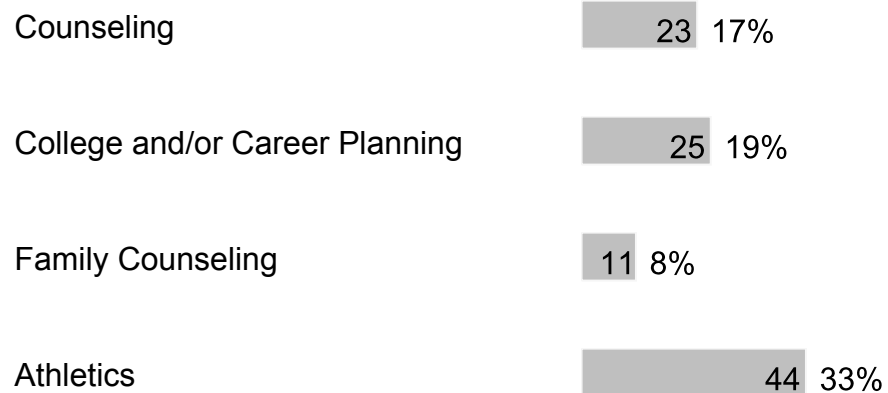 Counseling 23 17%
College and/or Career Planning 25 19%
Family Counseling 11 8%
Athletics 44 33%